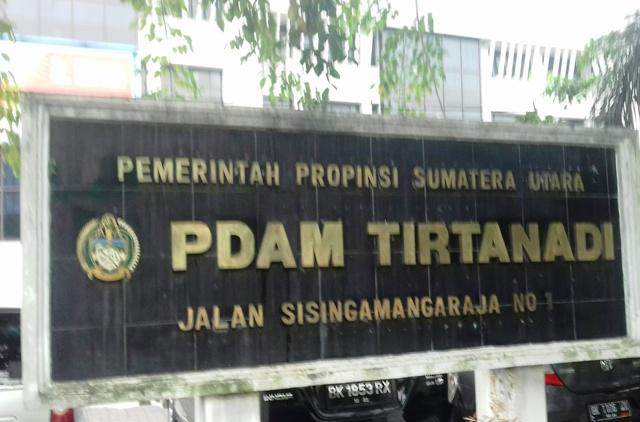 PEMERINTAH PROPINSI SUMATERA UTARA
PDAM TIRTANADI
JALAN SISINGAMANGARAJA NO 1
BK 1853 RX